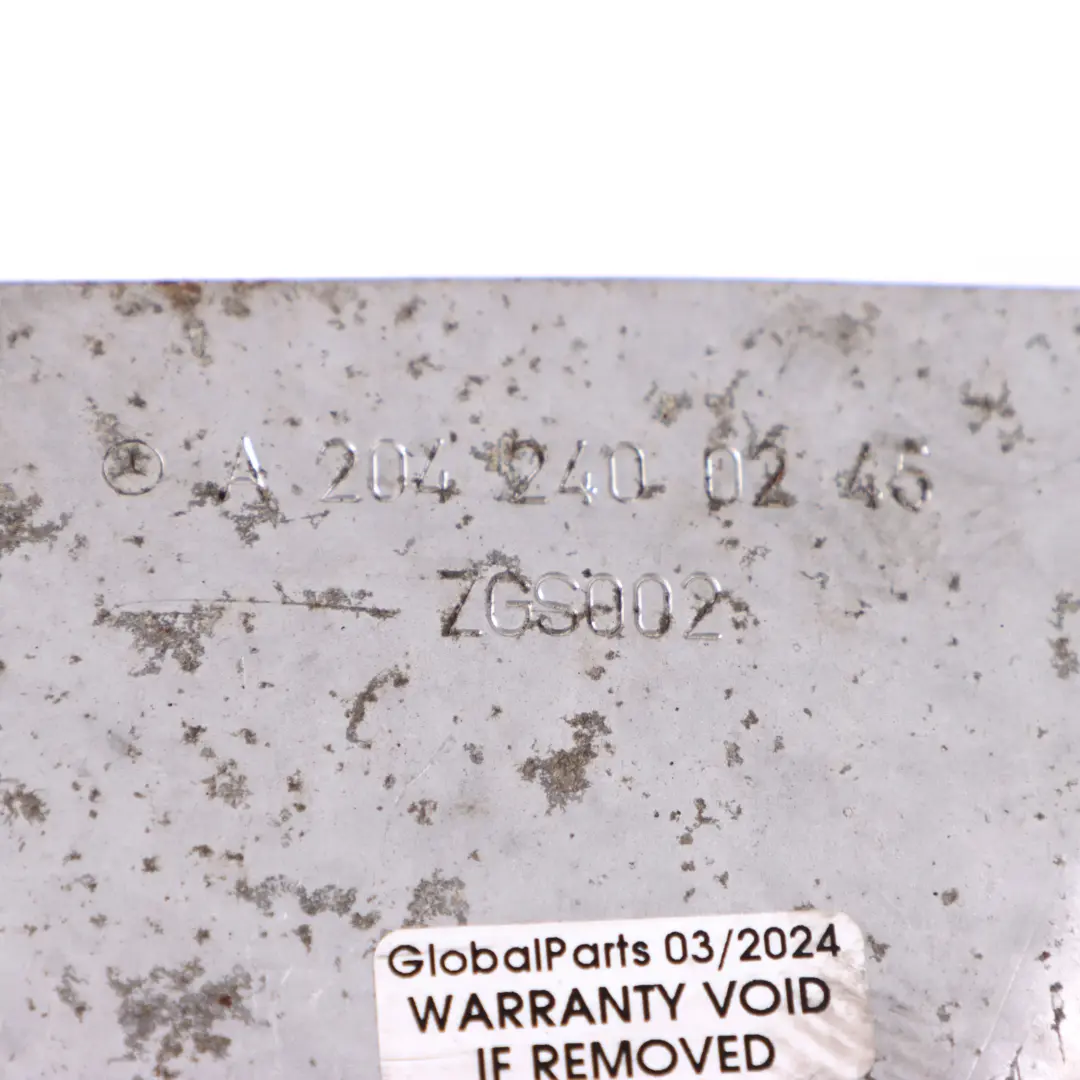 A 204 240 02 45
ZGS002
GlobalParts 03/2024
WARRANTY VOID
IF REMOVED